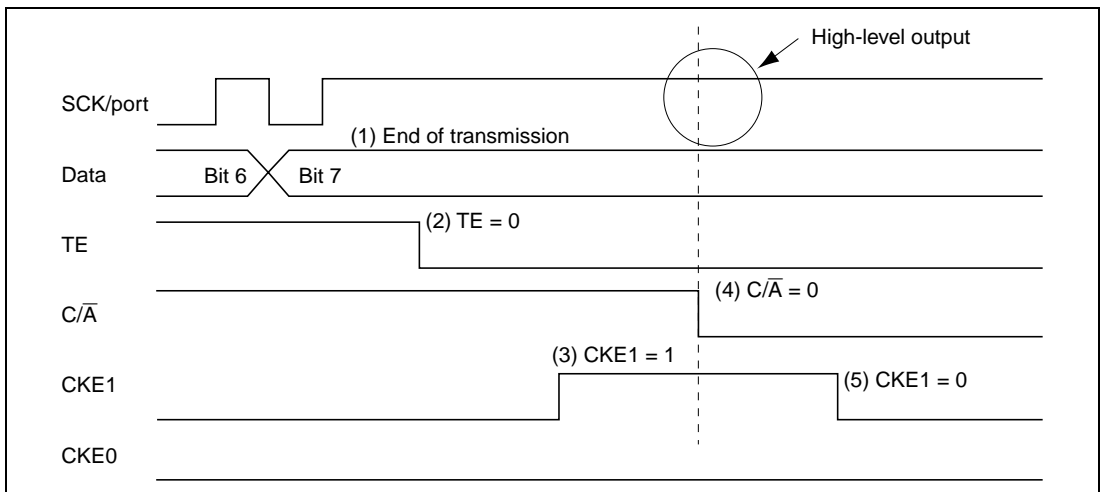 High-level output
SCK/port
(1) End of transmission
Data
Bit 6
Bit 7
(2) TE = 0
TE
(4) C/A̅ = 0
C/A̅
(3) CKE1 = 1
CKE1
(5) CKE1 = 0
CKE0